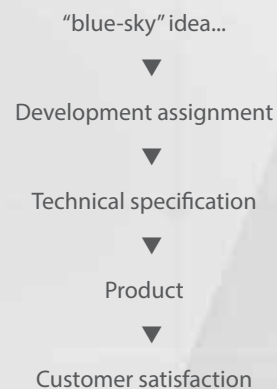 “blue-sky” idea...
▼
Development assignment
▼
Technical specification
▼
Product
▼
Customer satisfaction